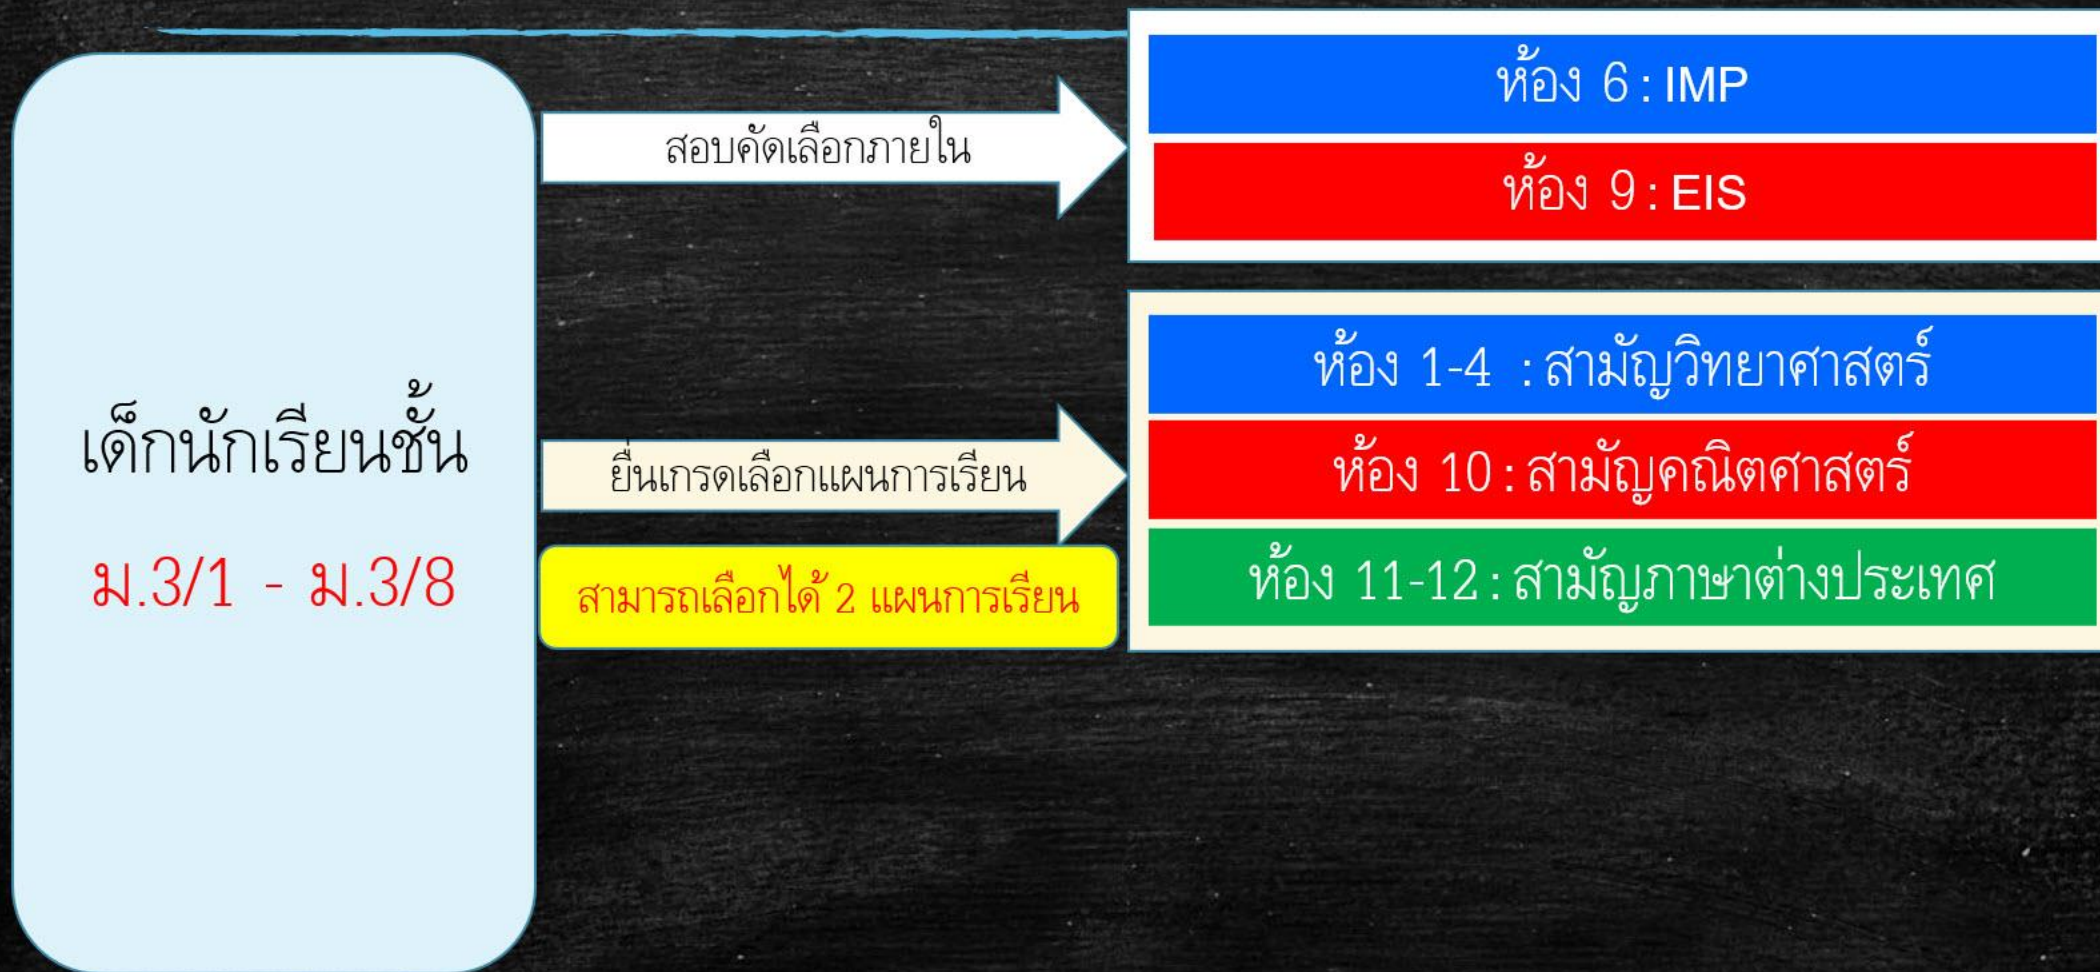 เด็กนักเรียนชั้น
ม.3/1 - ม.3/8
สอบคัดเลือกภายใน
ห้อง 6 : IMP
ห้อง 9 : EIS
ยื่นเกรดเลือกแผนการเรียน
สามารถเลือกได้ 2 แผนการเรียน
ห้อง 1-4 : สามัญวิทยาศาสตร์
ห้อง 10 : สามัญคณิตศาสตร์
ห้อง 11-12 : สามัญภาษาต่างประเทศ